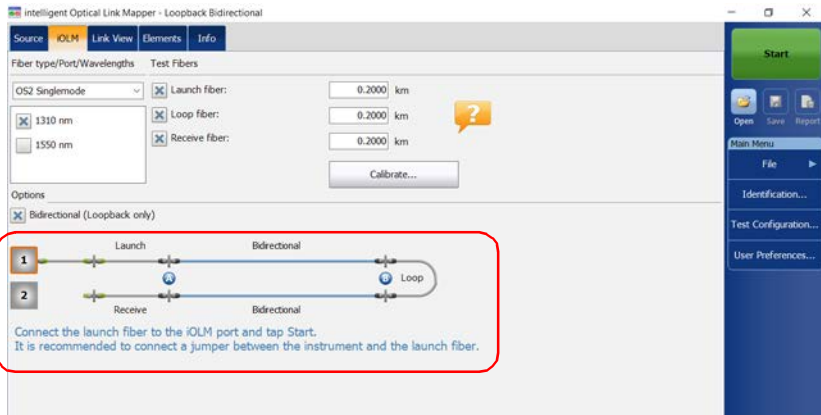 intelligent Optical Link Mapper - Loopback Bidirectional
Source iOLM Link View Elements Info
Fiber type/Port/Wavelengths Test Fibers
OS2 Singlemode
1310 nm
1550 nm
Launch fiber: 0.2000 km
Loop fiber: 0.2000 km
Receive fiber: 0.2000 km
?
Calibrate...
Options
Bidirectional (Loopback only)
Launch Bidirectional
1
A B Loop
2
Receive Bidirectional
Connect the launch fiber to the iOLM port and tap Start.
It is recommended to connect a jumper between the instrument and the launch fiber.
Start
Open Save Report
Main Menu
File
Identification...
Test Configuration...
User Preferences...